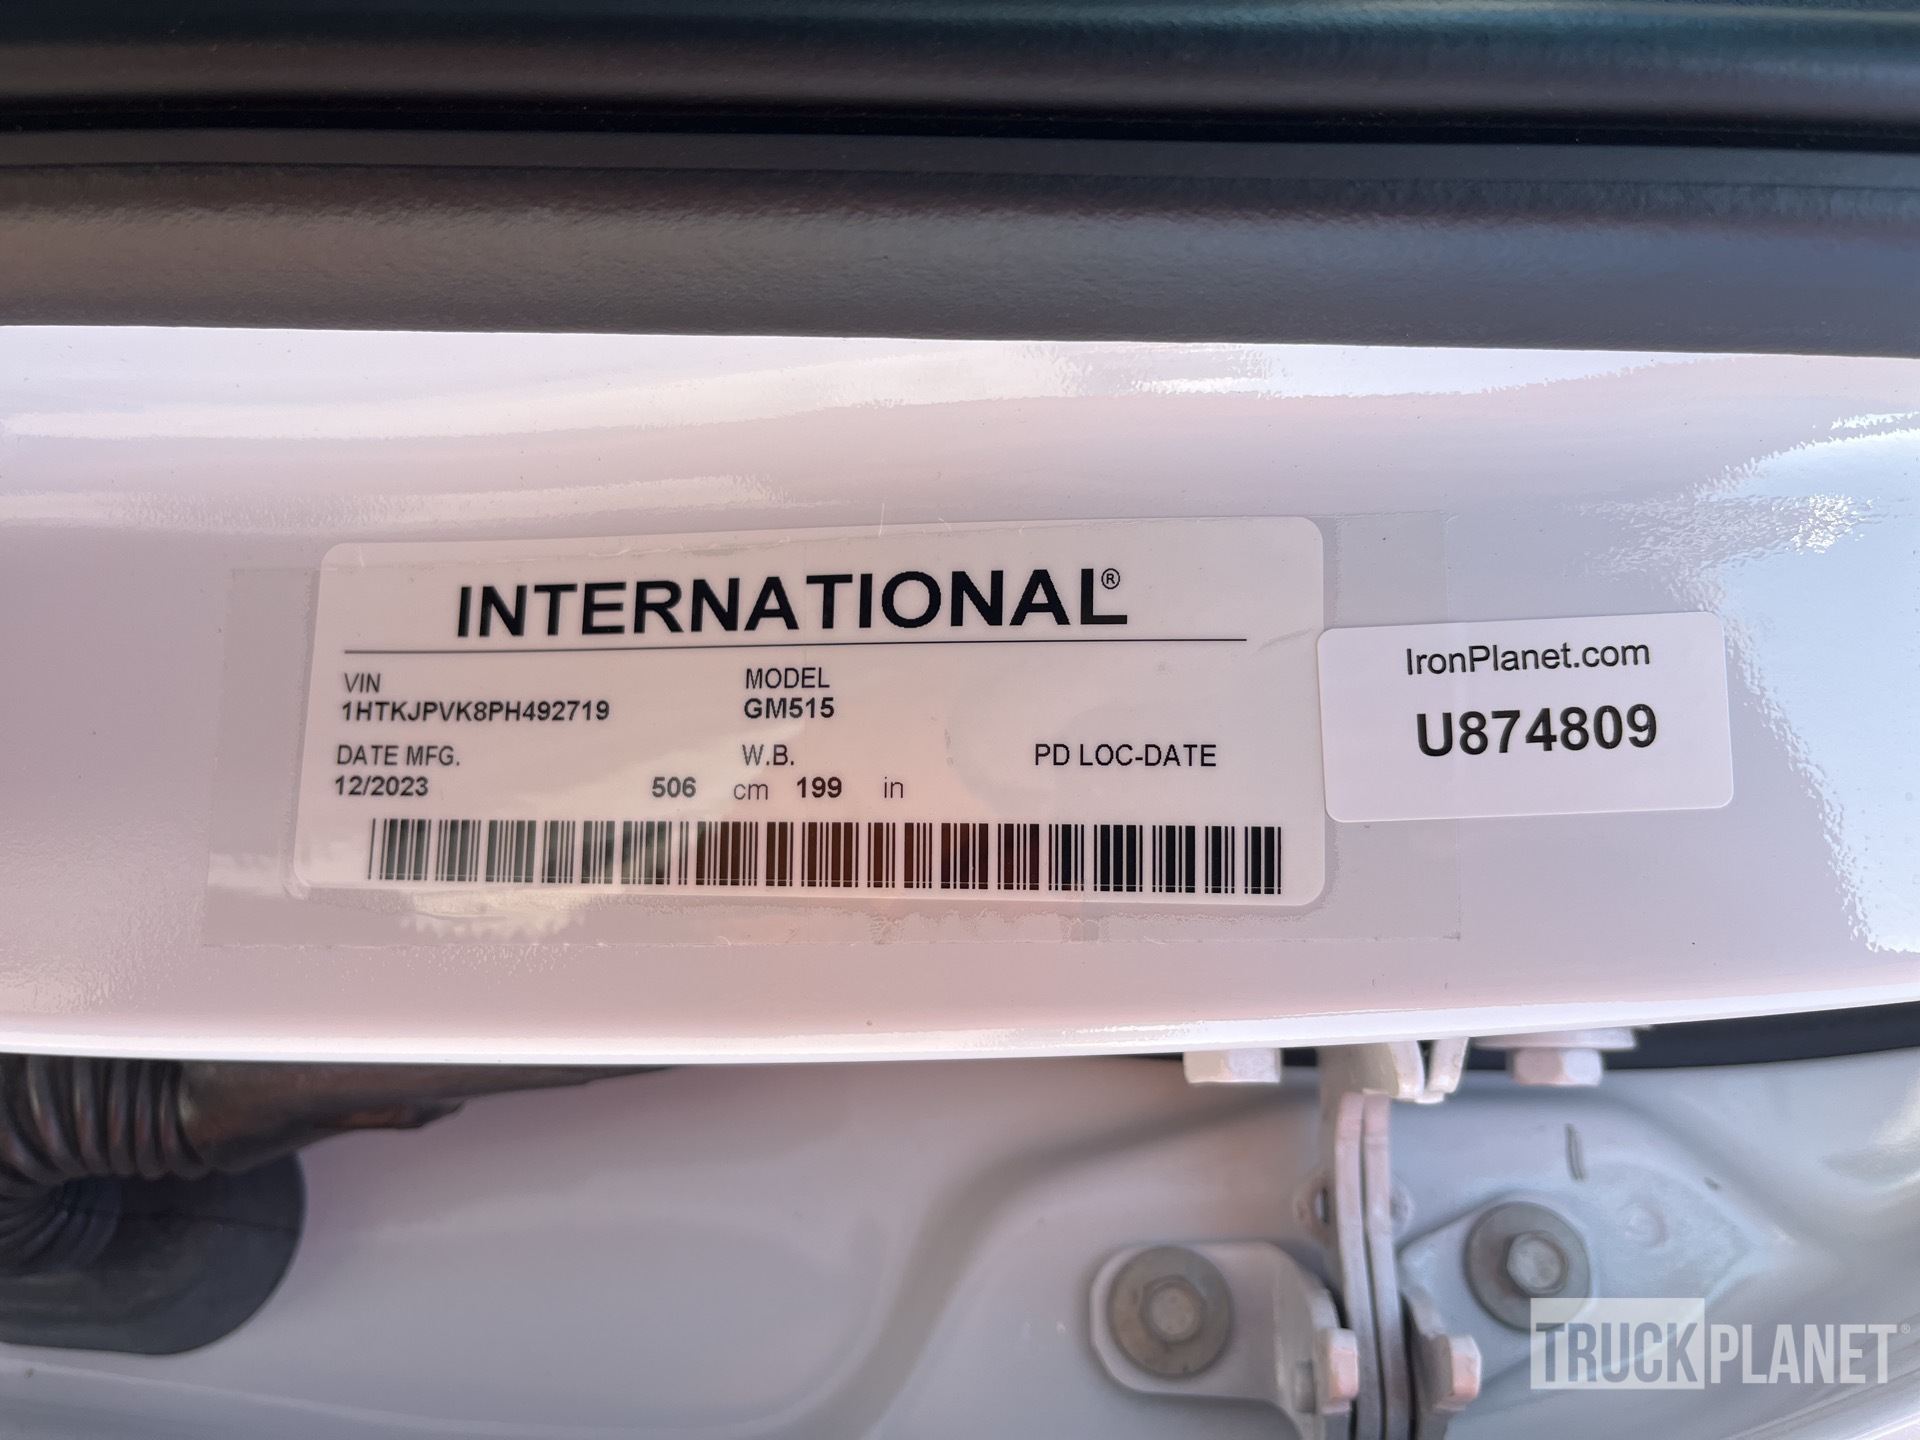 INTERNATIONAL®
VIN
1HTKJPVK8PH492719
MODEL
GM515
DATE MFG.
12/2023
W.B.
506 cm 199 in
PD LOC-DATE
IronPlanet.com
U874809
TRUCKPLANET®